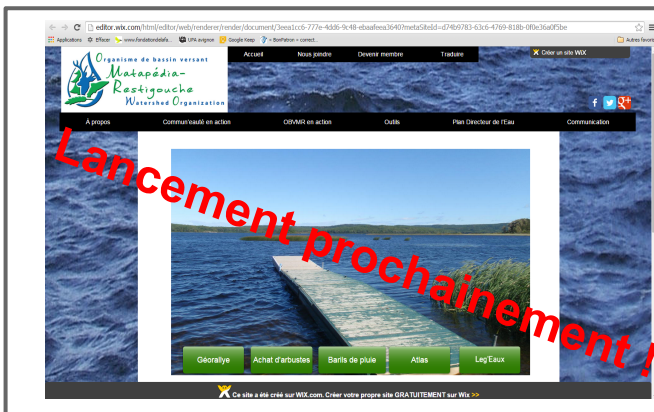 editor.wix.com/html/editor/web/renderer/render/document/3eea1cc6-777e-4dd6-9c48-ebaafeea3640?metaSiteId=d74b9783-63c6-4769-818b-0f0e36a0f5be
Applications Effacer www.fundationdelafa... UPA avignon Google Keep « BonPatron » correct... Autres favoris
Accueil Nous joindre Devenir membre Traduire Créer un site WiX
Organisme de bassin versant
Matapédia-
Restigouche
Watershed Organization
f g+
À propos Commun'eauté en action OBVMR en action Outils Plan Directeur de l'Eau Communication
Lancement prochainement !
Géorallye Achat d'arbustes Barils de pluie Atlas Leg'Eaux
Ce site a été créé sur WIX.com. Créer votre propre site GRATUITEMENT sur Wix >>